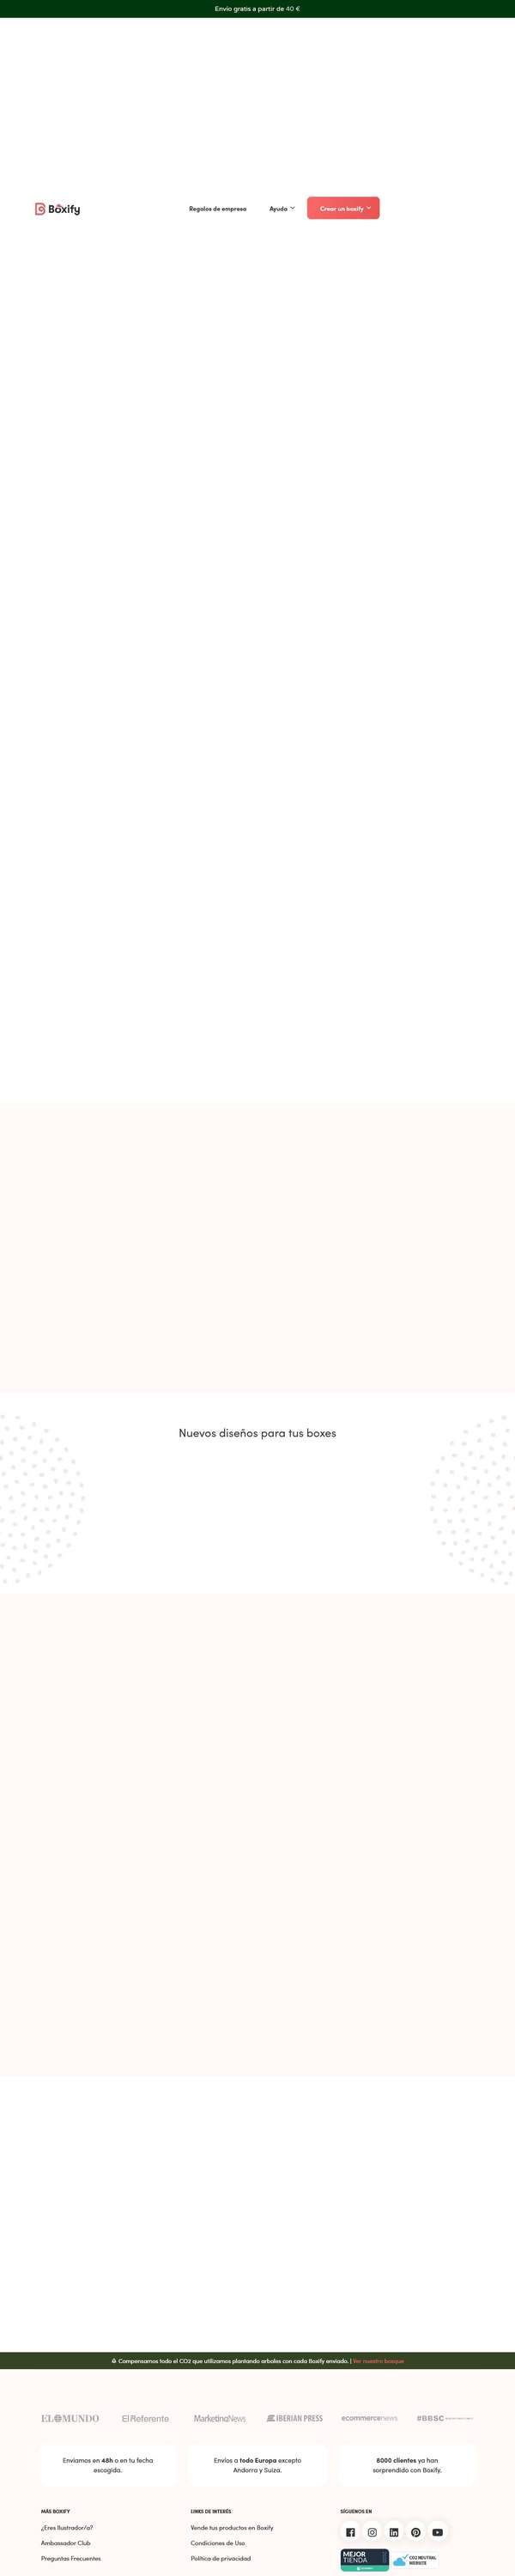 Envío gratis a partir de 40 €
Boxify
Regalos de empresa
Ayuda
Crear un boxify
Nuevos diseños para tus boxes
Compensamos todo el CO2 que utilizamos plantando arboles con cada Boxify enviado. | Ver nuestro bosque
EL MUNDO
El Referente
MarketingNews
IBERIAN PRESS
ecommercenews
#BBSC
Enviamos en 48h o en tu fecha
escogida.
Envíos a todo Europa excepto
Andorra y Suiza.
8000 clientes ya han
sorprendido con Boxify.
MÁS BOXIFY
¿Eres Ilustrador/a?
Ambassador Club
Preguntas Frecuentes
LINKS DE INTERÉS
Vende tus productos en Boxify
Condiciones de Uso
Política de privacidad
SÍGUENOS EN
MEJOR
TIENDA
CO2 NEUTRAL
WEBSITE